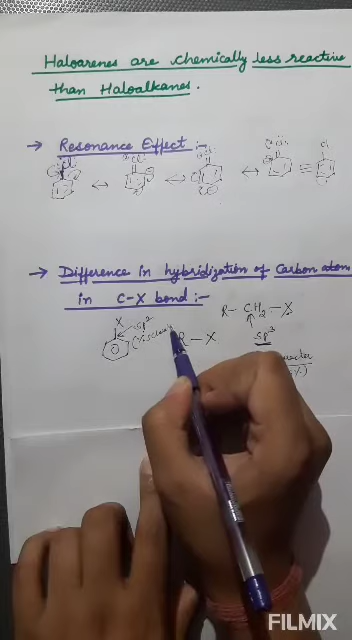 Haloarenes are chemically less reactive
than Haloalkanes.
→ Resonance Effect :-
→ Difference in hybridization of Carbon atom
in C-X bond :-
R - CH2 - X
X
sp2
R - X
sp3
FILMIX